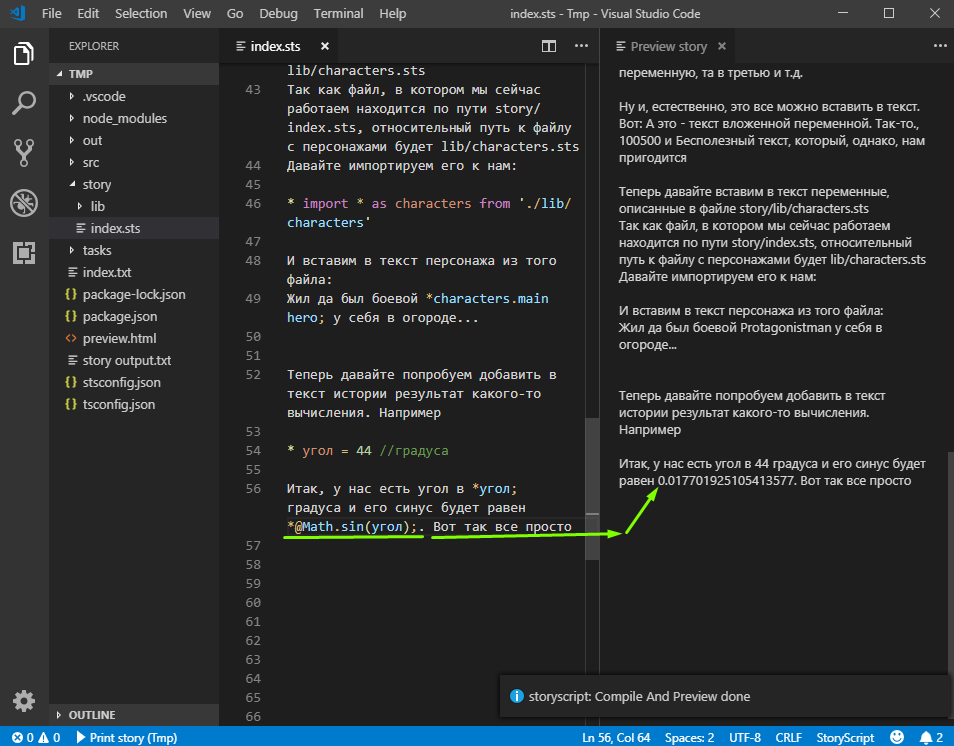 File Edit Selection View Go Debug Terminal Help index.sts - Tmp - Visual Studio Code
EXPLORER
TMP
.vscode
node_modules
out
src
story
lib
index.sts
tasks
index.txt
package-lock.json
package.json
preview.html
story output.txt
stsconfig.json
tsconfig.json
OUTLINE
index.sts
lib/characters.sts
43 Так как файл, в котором мы сейчас
работаем находится по пути story/
index.sts, относительный путь к файлу
с персонажами будет lib/characters.sts
44 Давайте импортируем его к нам:
45
46 * import * as characters from './lib/
characters'
47
48 И вставим в текст персонажа из того
файла:
49 Жил да был боевой *characters.main
hero; у себя в огороде...
50
51
52 Теперь давайте попробуем добавить в
текст истории результат какого-то
вычисления. Например
53
54 * угол = 44 //градуса
55
56 Итак, у нас есть угол в *угол;
градуса и его синус будет равен
*@Math.sin(угол);. Вот так все просто
57
58
59
60
61
62
63
64
65
66
Preview story
переменную, та в третью и т.д.
Ну и, естественно, это все можно вставить в текст.
Вот: А это - текст вложенной переменной. Так-то.,
100500 и Бесполезный текст, который, однако, нам
пригодится
Теперь давайте вставим в текст переменные,
описанные в файле story/lib/characters.sts
Так как файл, в котором мы сейчас работаем
находится по пути story/index.sts, относительный
путь к файлу с персонажами будет lib/characters.sts
Давайте импортируем его к нам:
И вставим в текст персонажа из того файла:
Жил да был боевой Protagonistman у себя в
огороде...
Теперь давайте попробуем добавить в текст
истории результат какого-то вычисления.
Например
Итак, у нас есть угол в 44 градуса и его синус будет
равен 0.017701925105413577. Вот так все просто
storyscript: Compile And Preview done
0 0 Print story (Tmp) Ln 56, Col 64 Spaces: 2 UTF-8 CRLF StoryScript 2